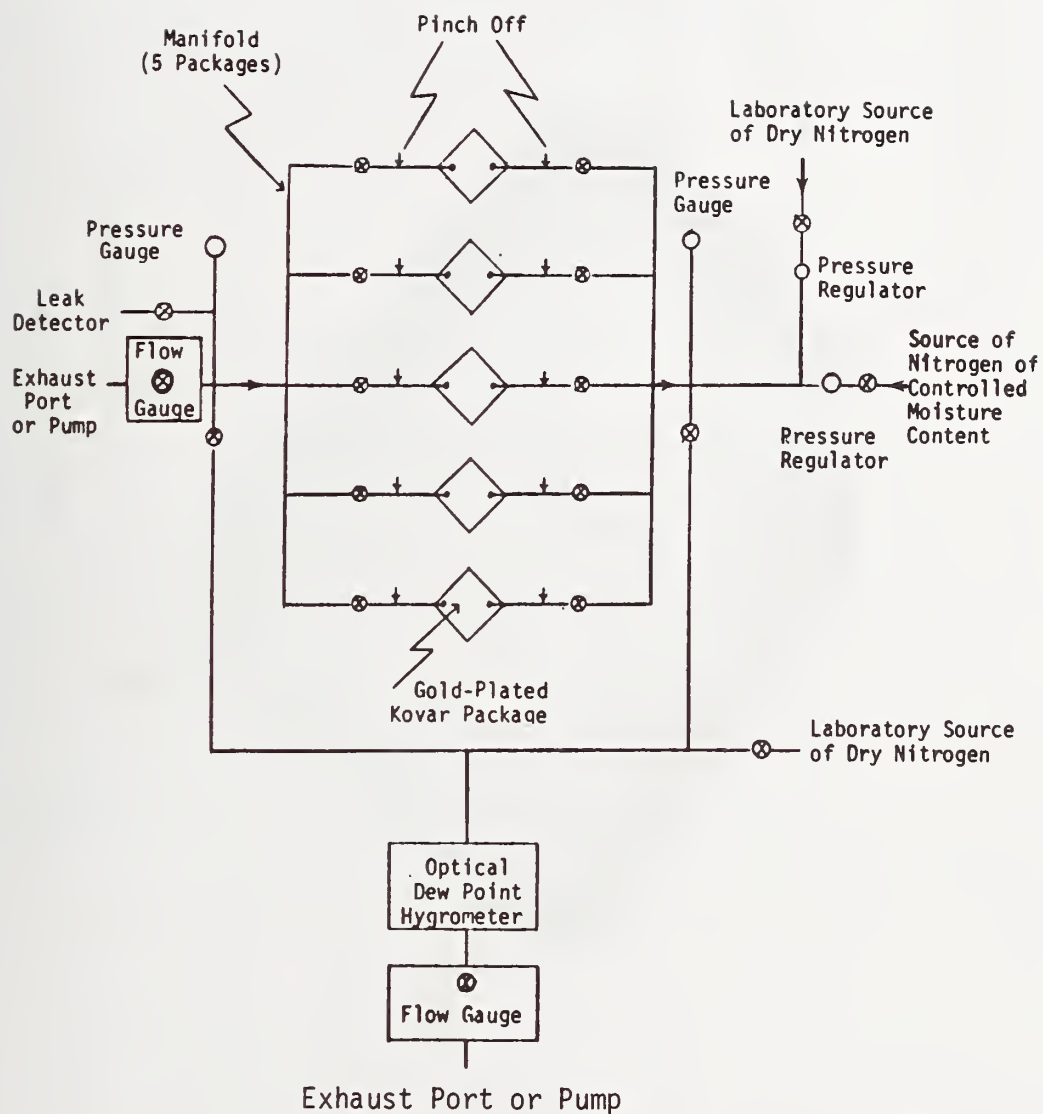 Pinch Off
Manifold
(5 Packages)
Laboratory Source
of Dry Nitrogen
Pressure
Gauge
Pressure
Gauge
Pressure
Regulator
Leak
Detector
Flow
Gauge
Exhaust
Port
or Pump
Source of
Nitrogen of
Controlled
Moisture
Content
Pressure
Regulator
Gold-Plated
Kovar Package
Laboratory Source
of Dry Nitrogen
Optical
Dew Point
Hygrometer
Flow Gauge
Exhaust Port or Pump